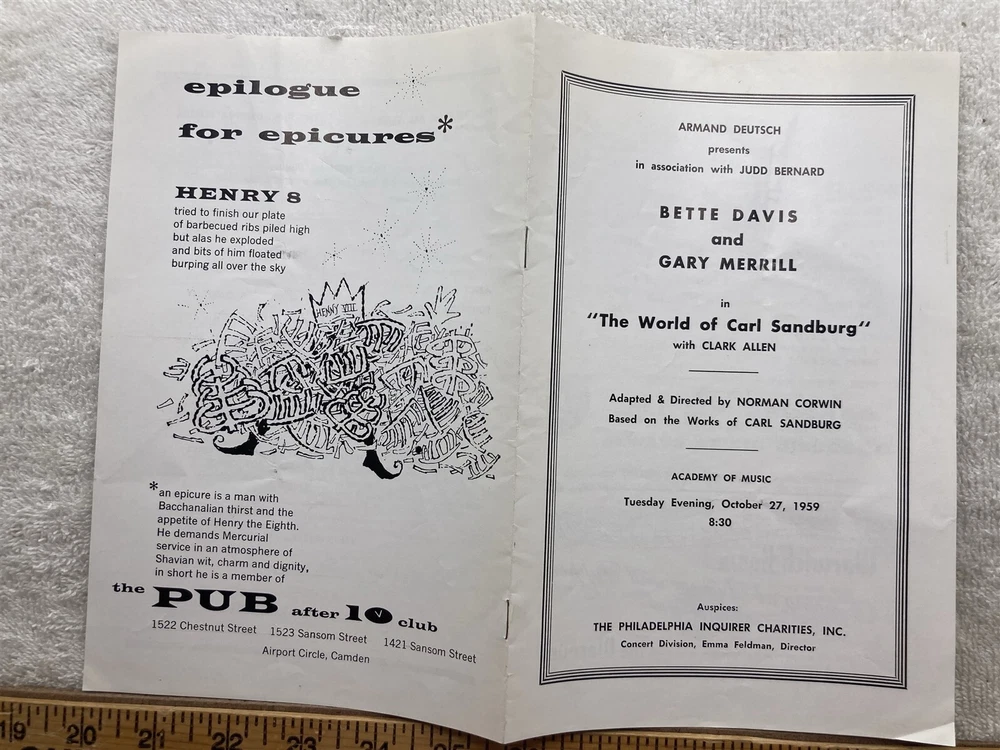 epilogue
for epicures*
HENRY 8
tried to finish our plate
of barbecued ribs piled high
but alas he exploded
and bits of him floated
burping all over the sky
HENNY VIII
*an epicure is a man with
Bacchanalian thirst and the
appetite of Henry the Eighth.
He demands Mercurial
service in an atmosphere of
Shavian wit, charm and dignity,
in short he is a member of
the PUB after 10 club
1522 Chestnut Street 1523 Sansom Street 1421 Sansom Street
Airport Circle, Camden
ARMAND DEUTSCH
presents
in association with JUDD BERNARD
BETTE DAVIS
and
GARY MERRILL
in
"The World of Carl Sandburg"
with CLARK ALLEN
Adapted & Directed by NORMAN CORWIN
Based on the Works of CARL SANDBURG
ACADEMY OF MUSIC
Tuesday Evening, October 27, 1959
8:30
Auspices:
THE PHILADELPHIA INQUIRER CHARITIES, INC.
Concert Division, Emma Feldman, Director
19 20 21 22 23 24 25